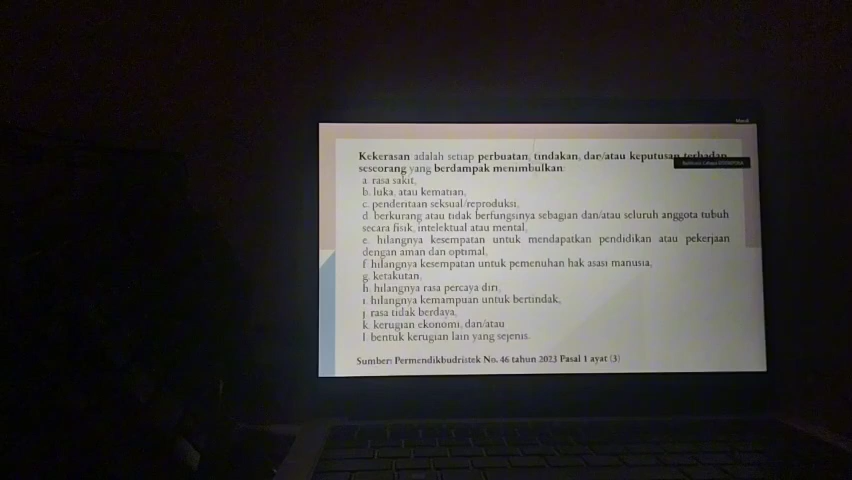 Kekerasan adalah setiap perbuatan, tindakan, dan/atau keputusan terhadap
seseorang yang berdampak menimbulkan:
a. rasa sakit,
b. luka, atau kematian,
c. penderitaan seksual/reproduksi,
d. berkurang atau tidak berfungsinya sebagian dan/atau seluruh anggota tubuh
secara fisik, intelektual atau mental,
e. hilangnya kesempatan untuk mendapatkan pendidikan atau pekerjaan
dengan aman dan optimal,
f. hilangnya kesempatan untuk pemenuhan hak asasi manusia,
g. ketakutan,
h. hilangnya rasa percaya diri,
i. hilangnya kemampuan untuk bertindak,
j. rasa tidak berdaya,
k. kerugian ekonomi, dan/atau
l. bentuk kerugian lain yang sejenis.
Sumber: Permendikbudristek No. 46 tahun 2023 Pasal 1 ayat (3)